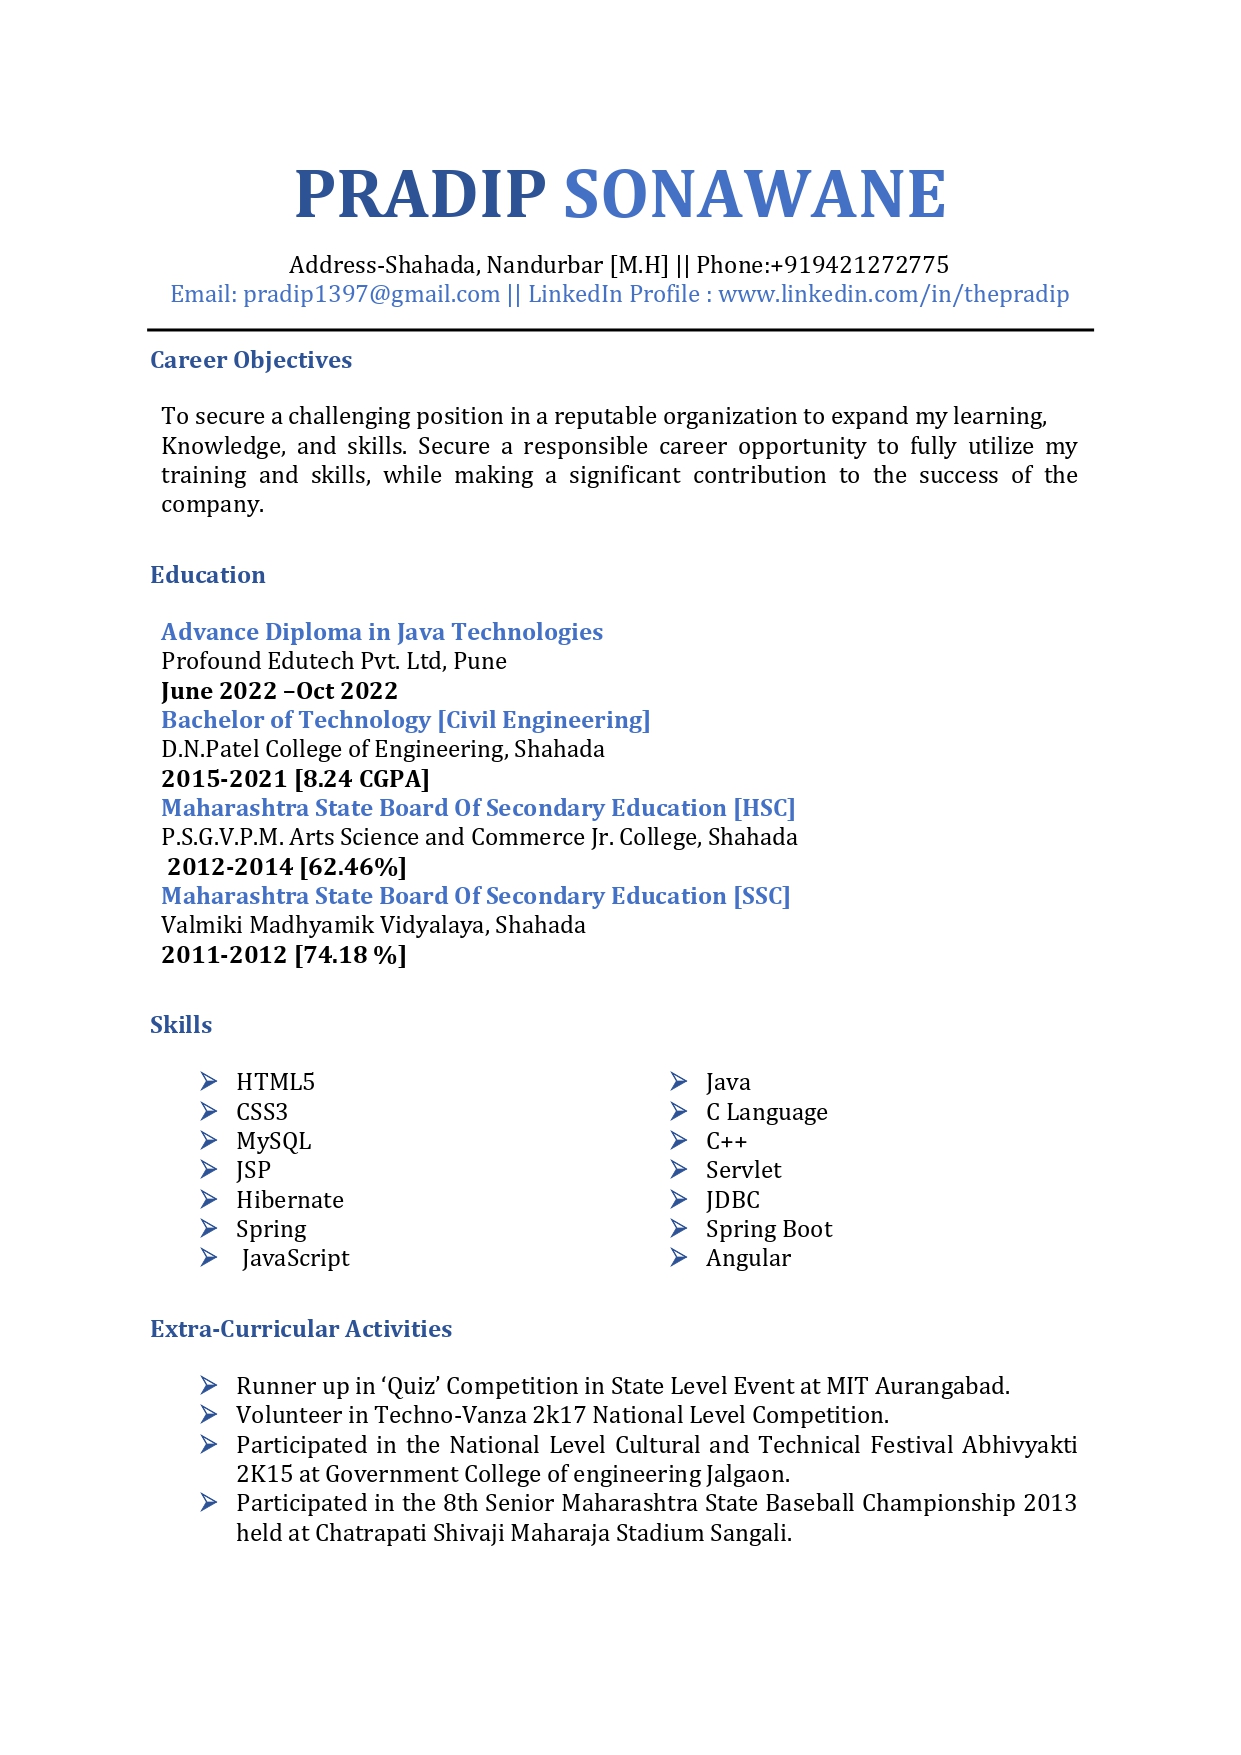 PRADIP SONAWANE
Address-Shahada, Nandurbar [M.H] || Phone:+919421272775
Email: pradip1397@gmail.com || LinkedIn Profile : www.linkedin.com/in/thepradip
Career Objectives
To secure a challenging position in a reputable organization to expand my learning,
Knowledge, and skills. Secure a responsible career opportunity to fully utilize my
training and skills, while making a significant contribution to the success of the
company.
Education
Advance Diploma in Java Technologies
Profound Edutech Pvt. Ltd, Pune
June 2022 –Oct 2022
Bachelor of Technology [Civil Engineering]
D.N.Patel College of Engineering, Shahada
2015-2021 [8.24 CGPA]
Maharashtra State Board Of Secondary Education [HSC]
P.S.G.V.P.M. Arts Science and Commerce Jr. College, Shahada
2012-2014 [62.46%]
Maharashtra State Board Of Secondary Education [SSC]
Valmiki Madhyamik Vidyalaya, Shahada
2011-2012 [74.18 %]
Skills
HTML5
CSS3
MySQL
JSP
Hibernate
Spring
JavaScript
Java
C Language
C++
Servlet
JDBC
Spring Boot
Angular
Extra-Curricular Activities
Runner up in ‘Quiz’ Competition in State Level Event at MIT Aurangabad.
Volunteer in Techno-Vanza 2k17 National Level Competition.
Participated in the National Level Cultural and Technical Festival Abhivyakti
2K15 at Government College of engineering Jalgaon.
Participated in the 8th Senior Maharashtra State Baseball Championship 2013
held at Chatrapati Shivaji Maharaja Stadium Sangali.